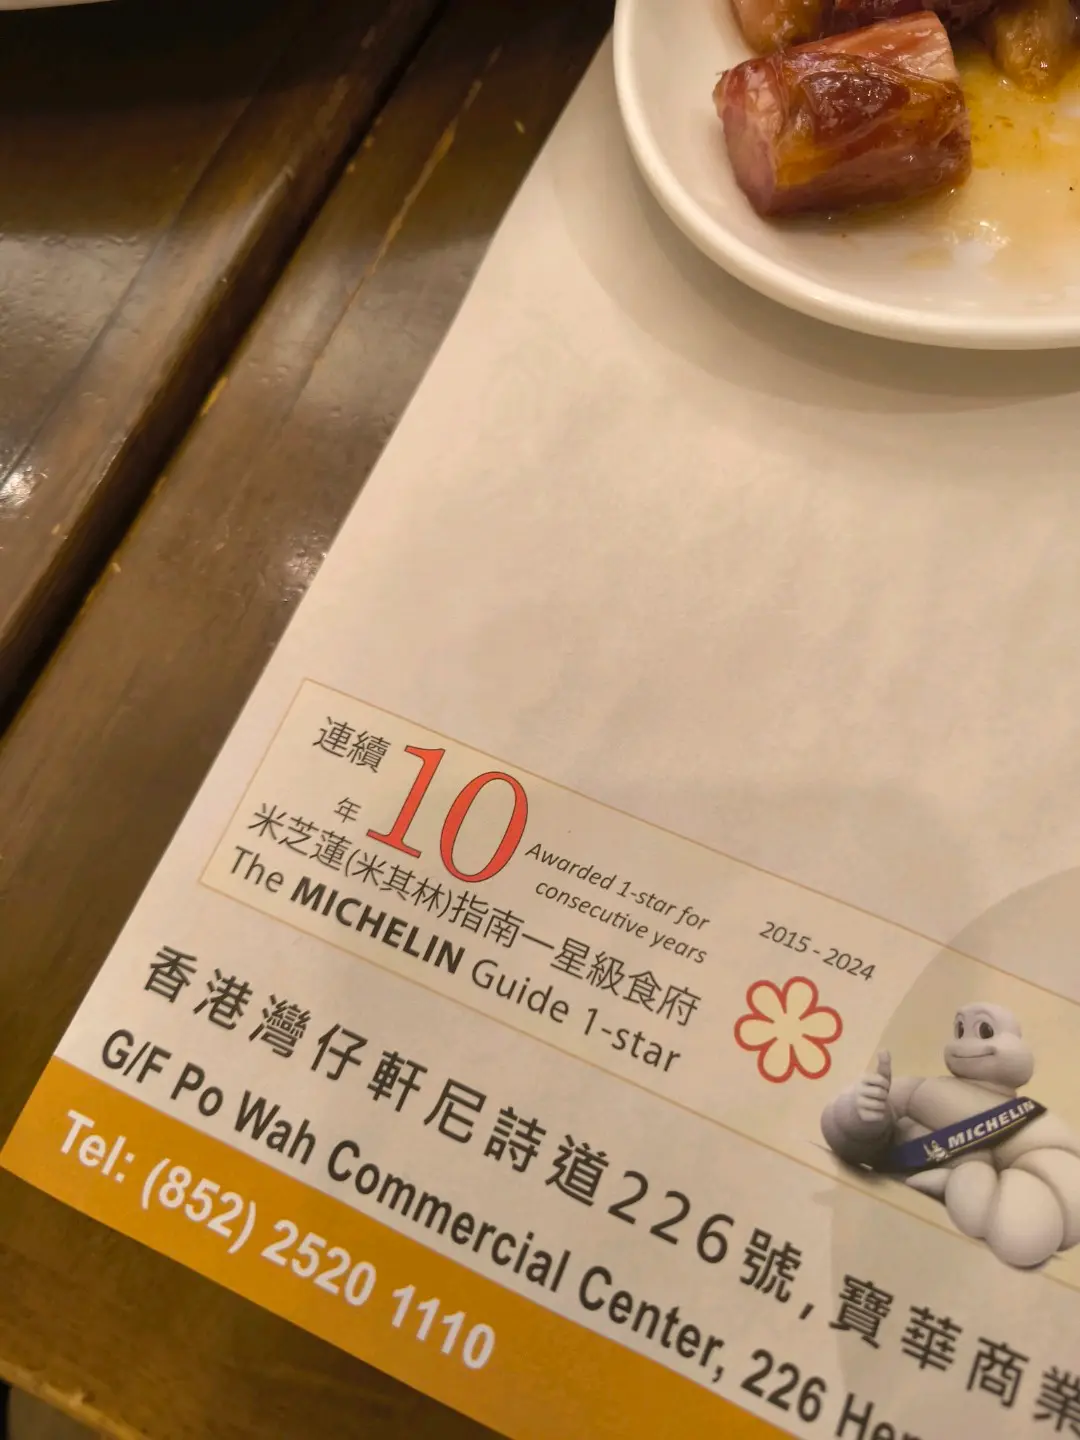 連續
10
年
Awarded 1-star for
consecutive years
2015 - 2024
米芝蓮(米其林)指南一星級食府
The MICHELIN Guide 1-star
MICHELIN
香港灣仔軒尼詩道226號,寶華商業
G/F Po Wah Commercial Center, 226 Hen
Tel: (852) 2520 1110